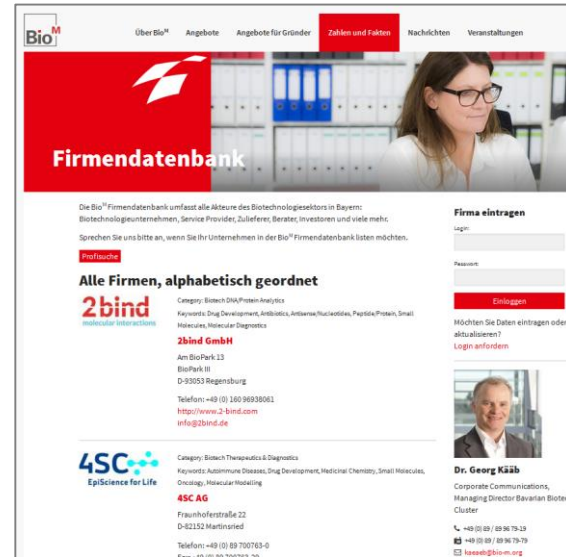 BioM
Über BioM Angebote Angebote für Gründer Zahlen und Fakten Nachrichten Veranstaltungen
Firmendatenbank
Die BioM Firmendatenbank umfasst alle Akteure des Biotechnologiesektors in Bayern:
Biotechnologieunternehmen, Service Provider, Zulieferer, Berater, Investoren und viele mehr.
Sprechen Sie uns bitte an, wenn Sie Ihr Unternehmen in der BioM Firmendatenbank listen möchten.
Profisuche
Alle Firmen, alphabetisch geordnet
2bind
molecular interactions
Category: Biotech DNA/Protein Analytics
Keywords: Drug Development, Antibiotics, Antisense/Nucleotides, Peptide/Protein, Small
Molecules, Molecular Diagnostics
2bind GmbH
Am BioPark 13
BioPark III
D-93053 Regensburg
Telefon: +49 (0) 160 96938061
http://www.2-bind.com
info@2bind.de
4SC
EpiScience for Life
Category: Biotech Therapeutics & Diagnostics
Keywords: Autoimmune Diseases, Drug Development, Medicinal Chemistry, Small Molecules,
Oncology, Molecular Modelling
4SC AG
Fraunhoferstraße 22
D-82152 Martinsried
Telefon: +49 (0) 89 700763-0
Firma eintragen
Login:
Passwort:
Einloggen
Möchten Sie Daten eintragen oder
aktualisieren?
Login anfordern
Dr. Georg Kääb
Corporate Communications,
Managing Director Bavarian Biotec
Cluster
+49 (0) 89 / 89 96 79-19
+49 (0) 89 / 89 96 79-79
kaeaeb@bio-m.org